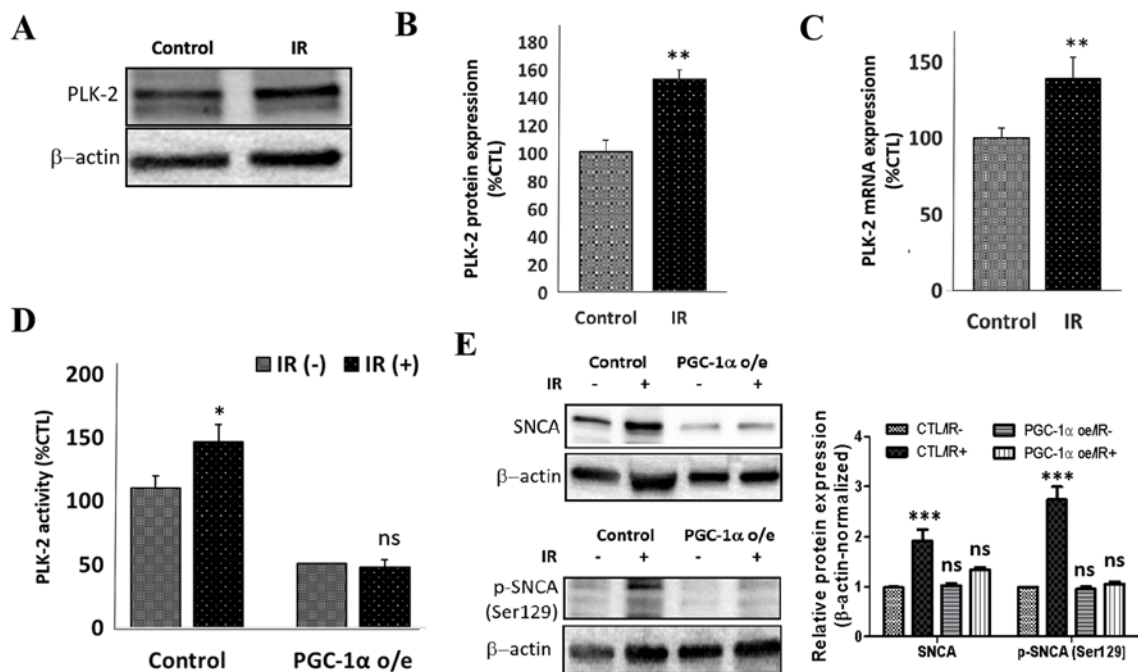 A
Control IR
PLK-2
β-actin
B
PLK-2 protein expression
(%CTL)
180
160
140
120
100
80
60
40
20
0
**
Control IR
C
PLK-2 mRNA expressionn
(%CTL)
150
100
50
0
**
Control IR
D
IR (-) IR (+)
PLK-2 activity (%CTL)
200
150
100
50
0
*
ns
Control PGC-1α o/e
E
Control PGC-1α o/e
IR - + - +
SNCA
β-actin
Control PGC-1α o/e
IR - + - +
p-SNCA
(Ser129)
β-actin
CTL/IR- PGC-1α oe/IR-
CTL/IR+ PGC-1α oe/IR+
Relative protein expression
(β-actin-normalized)
4
2
1
0
*** ns ns
*** ns ns
SNCA p-SNCA (Ser129)